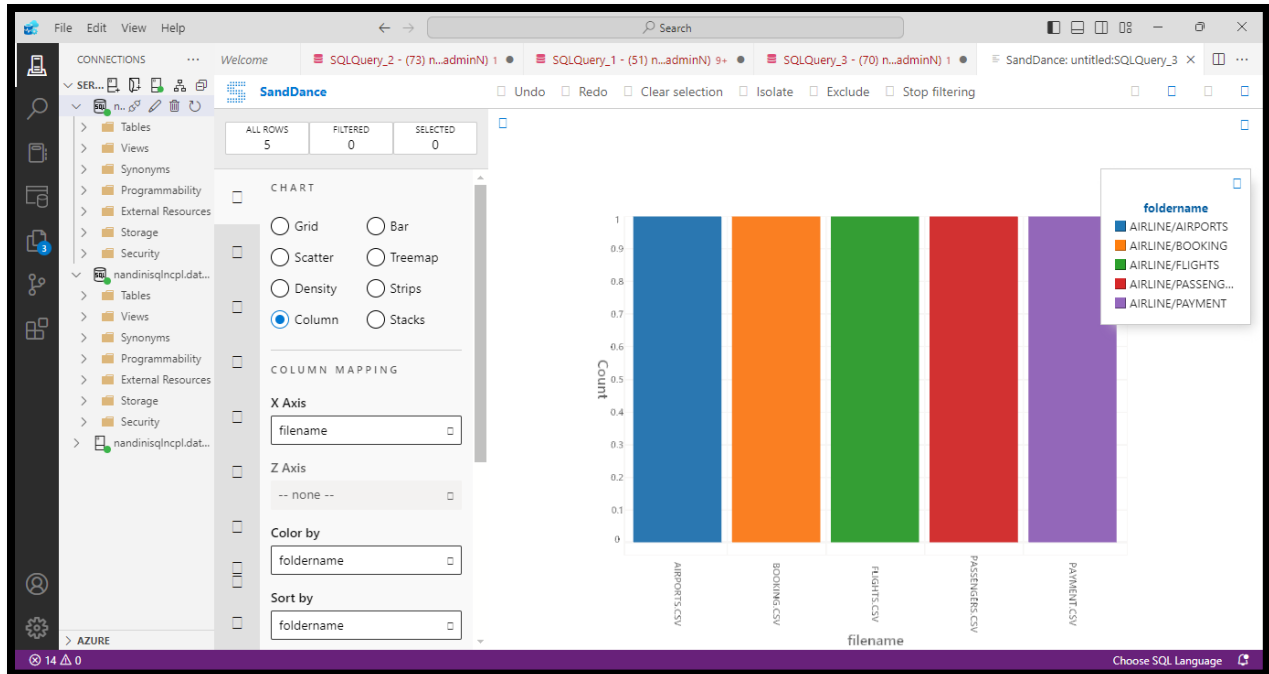 File Edit View Help
Search
CONNECTIONS ...
Welcome
SQLQuery_2 - (73) n...adminN) 1
SQLQuery_1 - (51) n...adminN) 9+
SQLQuery_3 - (70) n...adminN) 1
SandDance: untitled:SQLQuery_3
SER...
SandDance
Undo Redo Clear selection Isolate Exclude Stop filtering
SQL n...
Tables
Views
Synonyms
Programmability
External Resources
Storage
Security
SQL nandinisqlncpl.dat...
Tables
Views
Synonyms
Programmability
External Resources
Storage
Security
nandinisqlncpl.dat...
AZURE
3
ALL ROWS FILTERED SELECTED
5 0 0
CHART
Grid Bar
Scatter Treemap
Density Strips
Column Stacks
COLUMN MAPPING
X Axis
filename
Z Axis
-- none --
Color by
foldername
Sort by
foldername
1
0.9
0.8
0.7
0.6
0.5
0.4
0.3
0.2
0.1
0
Count
AIRPORTS.CSV
BOOKING.CSV
FLIGHTS.CSV
PASSENGERS.CSV
PAYMENT.CSV
filename
foldername
AIRLINE/AIRPORTS
AIRLINE/BOOKING
AIRLINE/FLIGHTS
AIRLINE/PASSENG...
AIRLINE/PAYMENT
14 0
Choose SQL Language